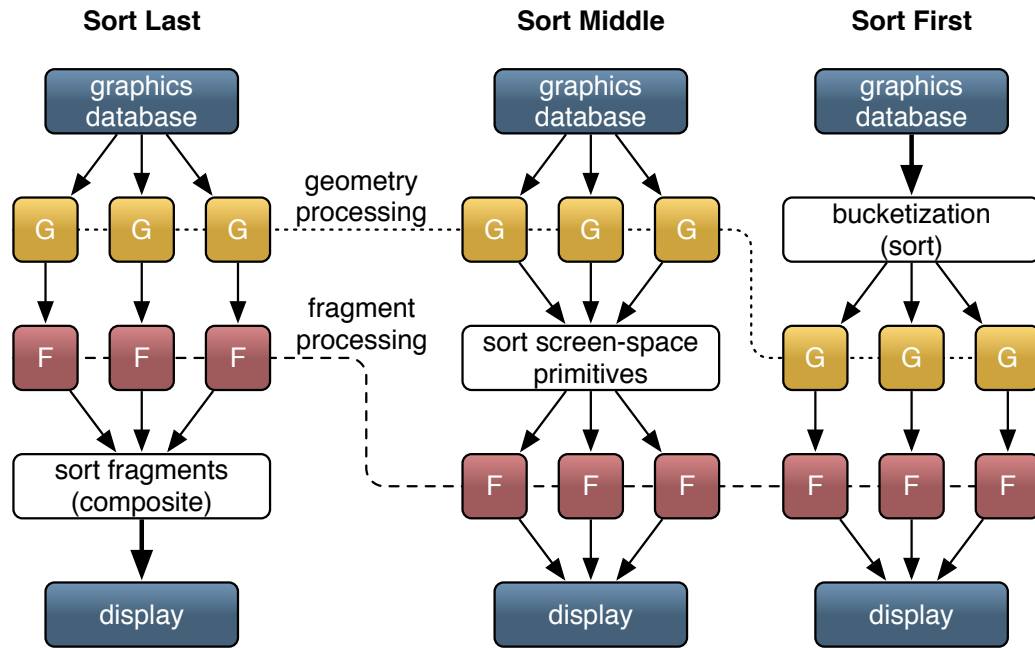 Sort Last
Sort Middle
Sort First
graphics
database
graphics
database
graphics
database
geometry
processing
G
G
G
G
G
G
bucketization
(sort)
fragment
processing
F
F
F
sort screen-space
primitives
G
G
G
sort fragments
(composite)
F
F
F
F
F
F
display
display
display